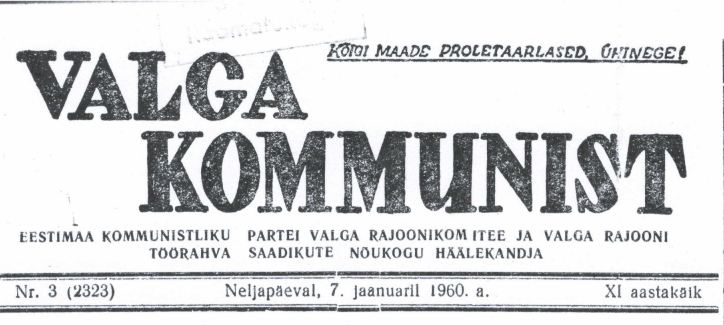 KÕIGI MAADE PROLETAARLASED, ÜHINEGE!
VALGA
KOMMUNIST
EESTIMAA KOMMUNISTLIKU PARTEI VALGA RAJOONIKOMITEE JA VALGA RAJOONI
TÖÖRAHVA SAADIKUTE NÕUKOGU HÄÄLEKANDJA
Nr. 3 (2323) Neljapäeval, 7. jaanuaril 1960. a. XI aastakäik